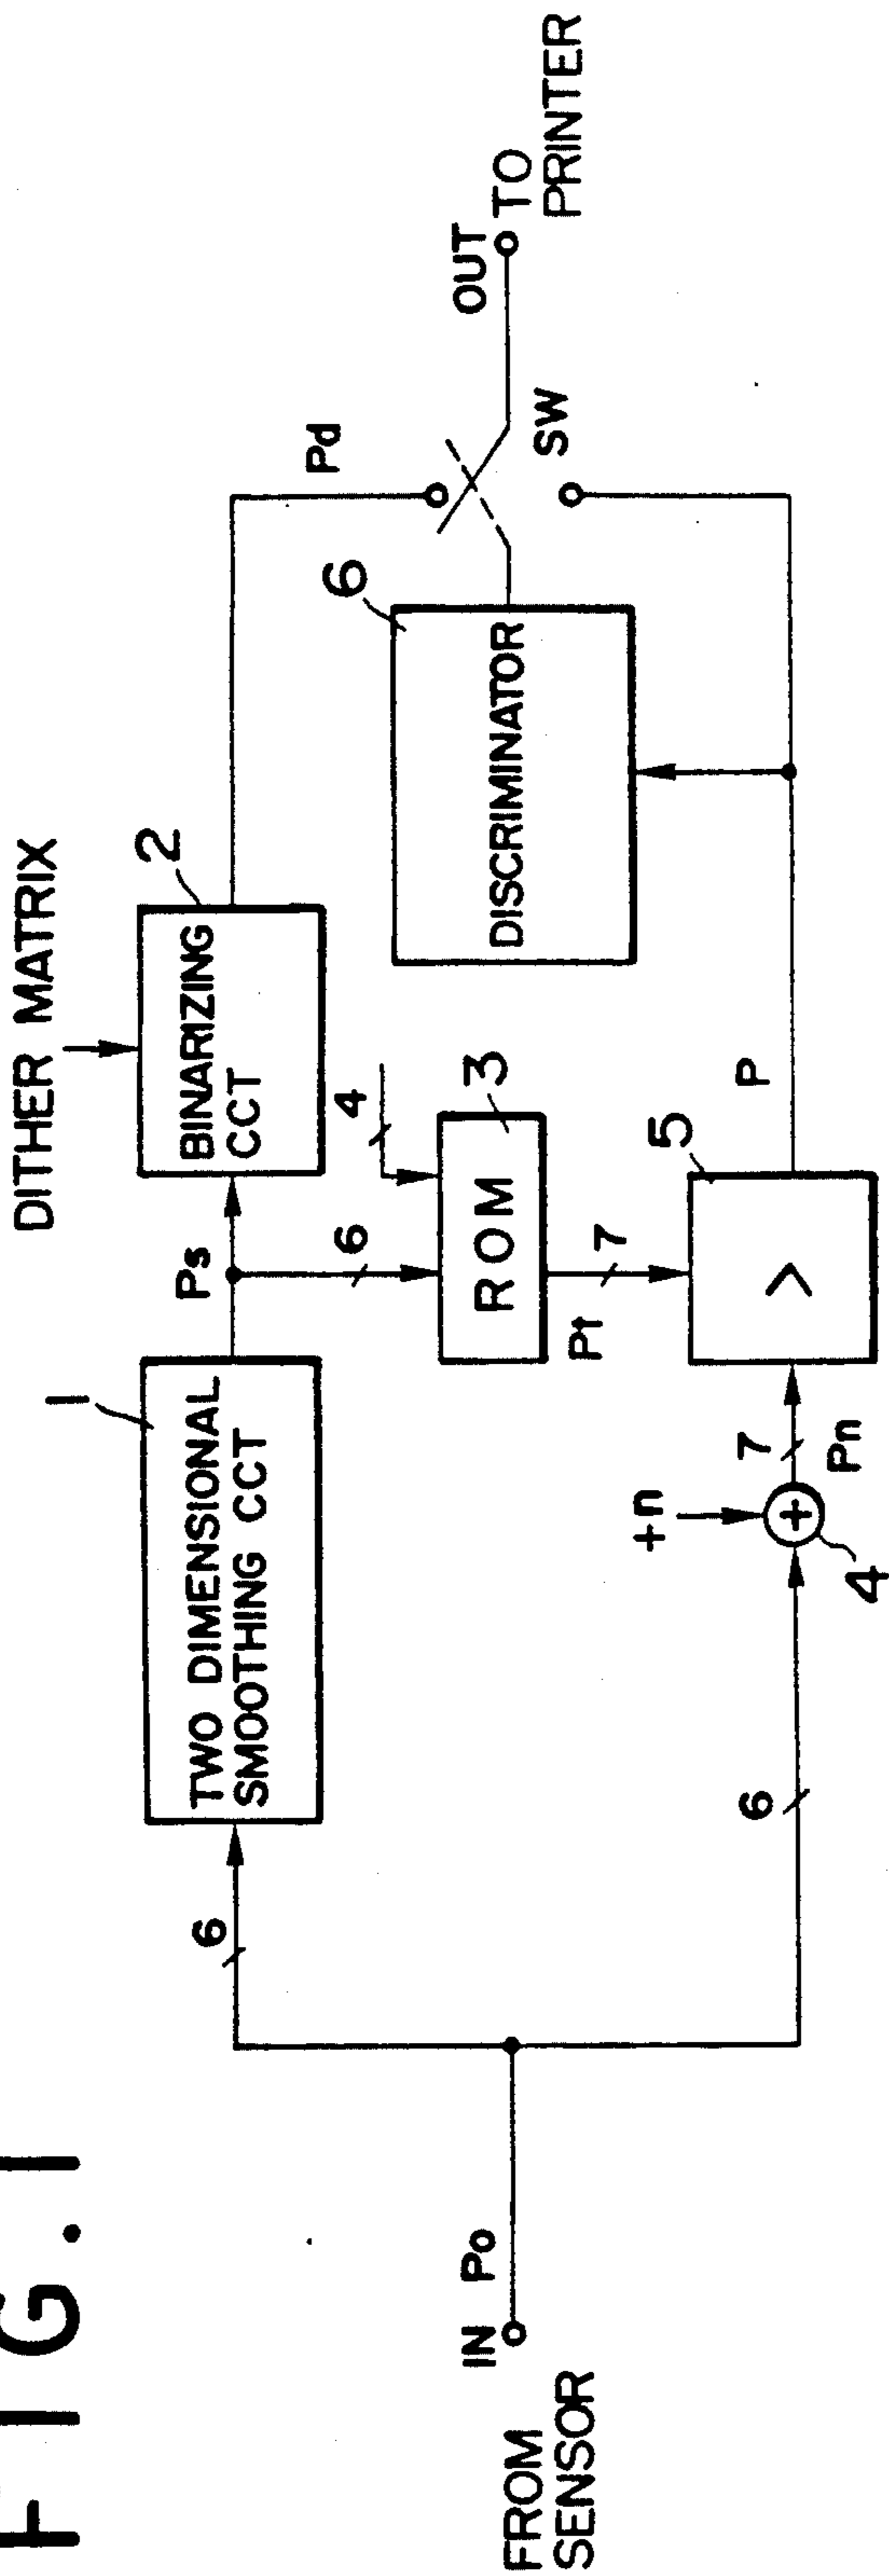 FIG. 1
DITHER MATRIX
1
2
TWO DIMENSIONAL
SMOOTHING CCT
BINARIZING
CCT
6
Ps
Pd
6
4
3
ROM
6
DISCRIMINATOR
OUT
TO
PRINTER
SW
IN
Po
FROM
SENSOR
Pt
7
5
+n
7
Pn
>
P
6
+
4